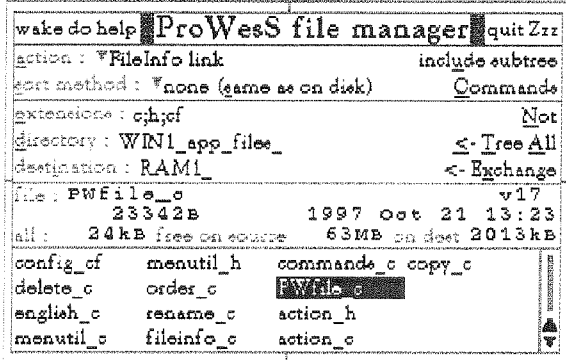 wake do help ProWesS file manager quit Zzz
action : FileInfo link include subtree
sort method : none (same as on disk) Commands
extensions : c;h;cf Not
directory : WIN1_app_files_ <- Tree All
destination : RAM1_ <- Exchange
file : PWfile_c v17
23342B 1997 Oct 21 13:23
all : 24kB free on source 63MB on dest 2013kB
config_cf menutil_h commands_c copy_c
delete_c order_c PWfile_c
english_c rename_c action_h
menutil_c fileinfo_c action_c